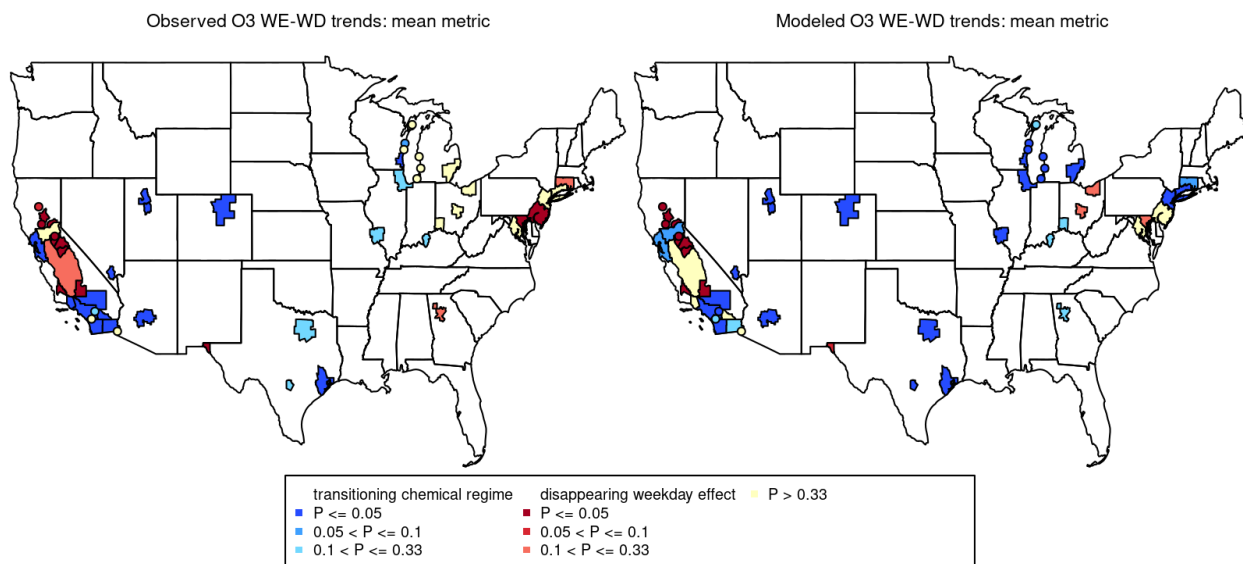 Observed O3 WE-WD trends: mean metric
Modeled O3 WE-WD trends: mean metric
transitioning chemical regime
P <= 0.05
0.05 < P <= 0.1
0.1 < P <= 0.33
disappearing weekday effect
P <= 0.05
0.05 < P <= 0.1
0.1 < P <= 0.33
P > 0.33